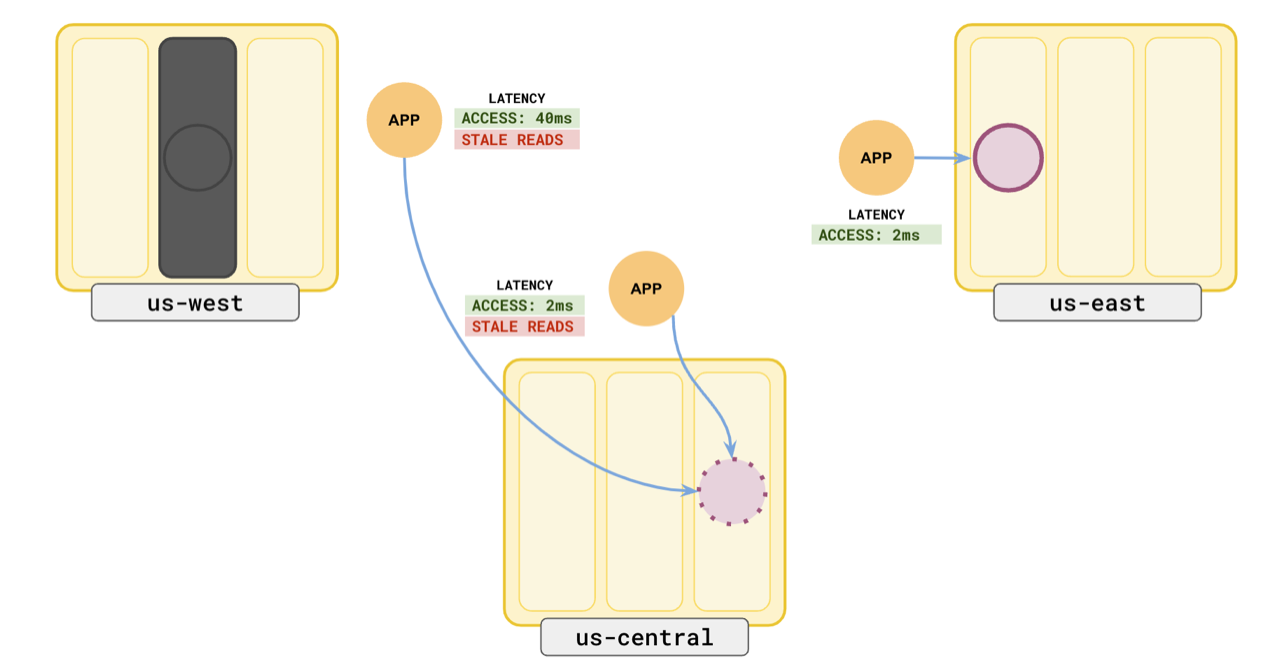 LATENCY
ACCESS: 40ms
STALE READS
APP
APP
LATENCY
ACCESS: 2ms
us-west
LATENCY
ACCESS: 2ms
STALE READS
APP
us-east
us-central